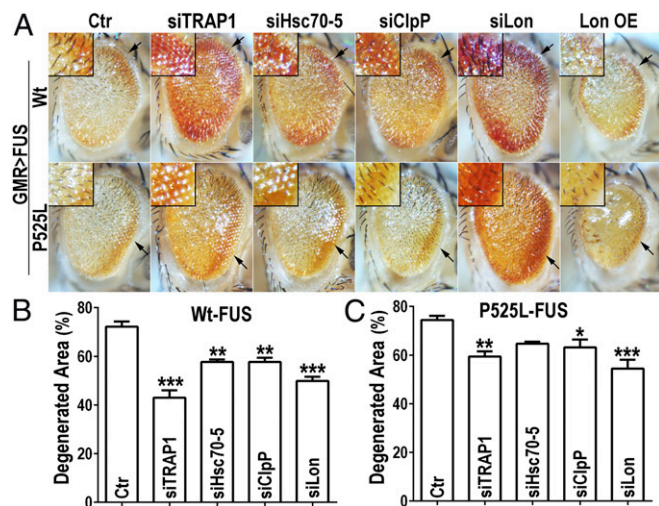 A
Ctr siTRAP1 siHsc70-5 siClpP siLon Lon OE
GMR>FUS
Wt
P525L
B
Wt-FUS
Degenerated Area (%)
80
60
40
20
0
*** ** ** ***
Ctr siTRAP1 siHsc70-5 siClpP siLon
C
P525L-FUS
Degenerated Area (%)
80
60
40
20
0
** * ***
Ctr siTRAP1 siHsc70-5 siClpP siLon